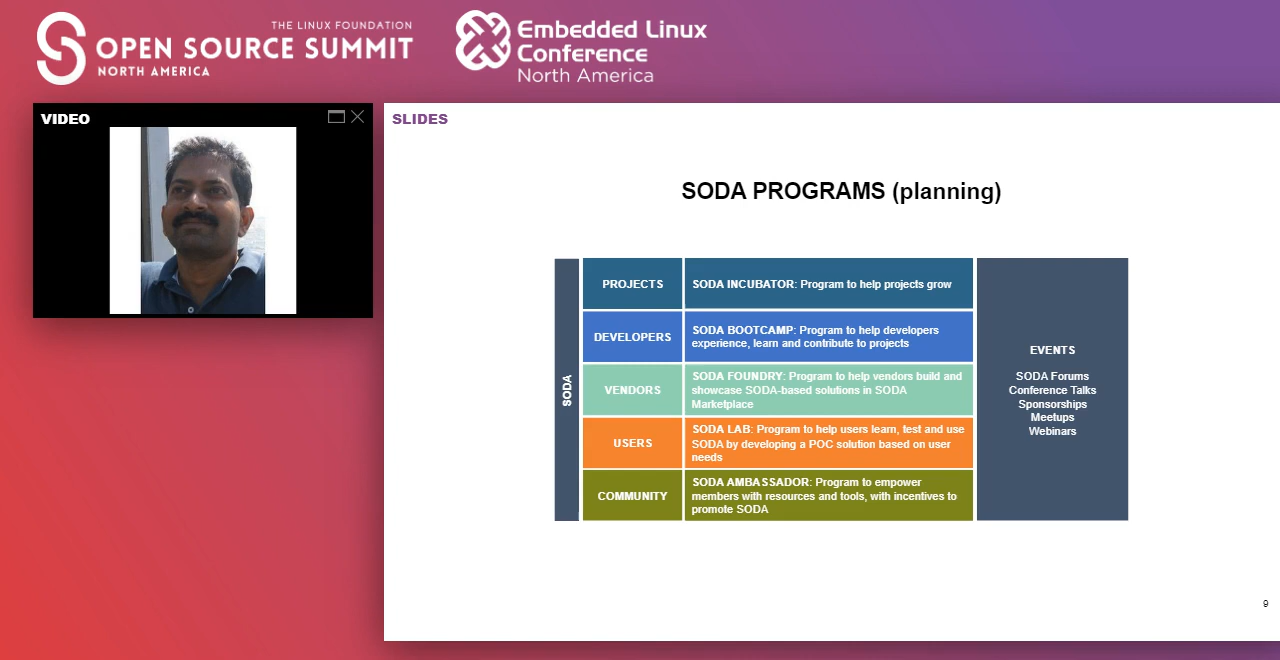 THE LINUX FOUNDATION
OPEN SOURCE SUMMIT
NORTH AMERICA
Embedded Linux
Conference
North America
VIDEO
SLIDES
SODA PROGRAMS (planning)
SODA
PROJECTS
SODA INCUBATOR: Program to help projects grow
DEVELOPERS
SODA BOOTCAMP: Program to help developers
experience, learn and contribute to projects
VENDORS
SODA FOUNDRY: Program to help vendors build and
showcase SODA-based solutions in SODA
Marketplace
USERS
SODA LAB: Program to help users learn, test and use
SODA by developing a POC solution based on user
needs
COMMUNITY
SODA AMBASSADOR: Program to empower
members with resources and tools, with incentives to
promote SODA
EVENTS
SODA Forums
Conference Talks
Sponsorships
Meetups
Webinars
9